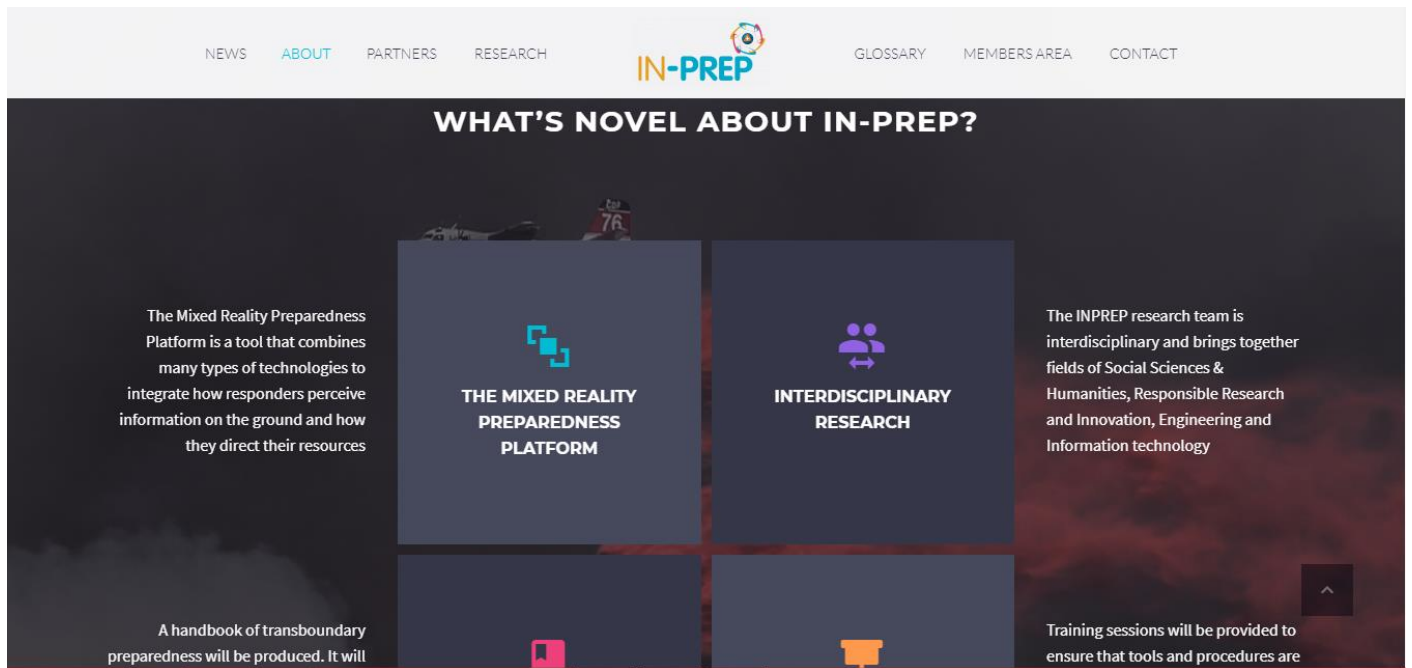 NEWS
ABOUT
PARTNERS
RESEARCH
IN-PREP
GLOSSARY
MEMBERS AREA
CONTACT
WHAT'S NOVEL ABOUT IN-PREP?
76
The Mixed Reality Preparedness
Platform is a tool that combines
many types of technologies to
integrate how responders perceive
information on the ground and how
they direct their resources
THE MIXED REALITY
PREPAREDNESS
PLATFORM
INTERDISCIPLINARY
RESEARCH
The INPREP research team is
interdisciplinary and brings together
fields of Social Sciences &
Humanities, Responsible Research
and Innovation, Engineering and
Information technology
A handbook of transboundary
preparedness will be produced. It will
Training sessions will be provided to
ensure that tools and procedures are